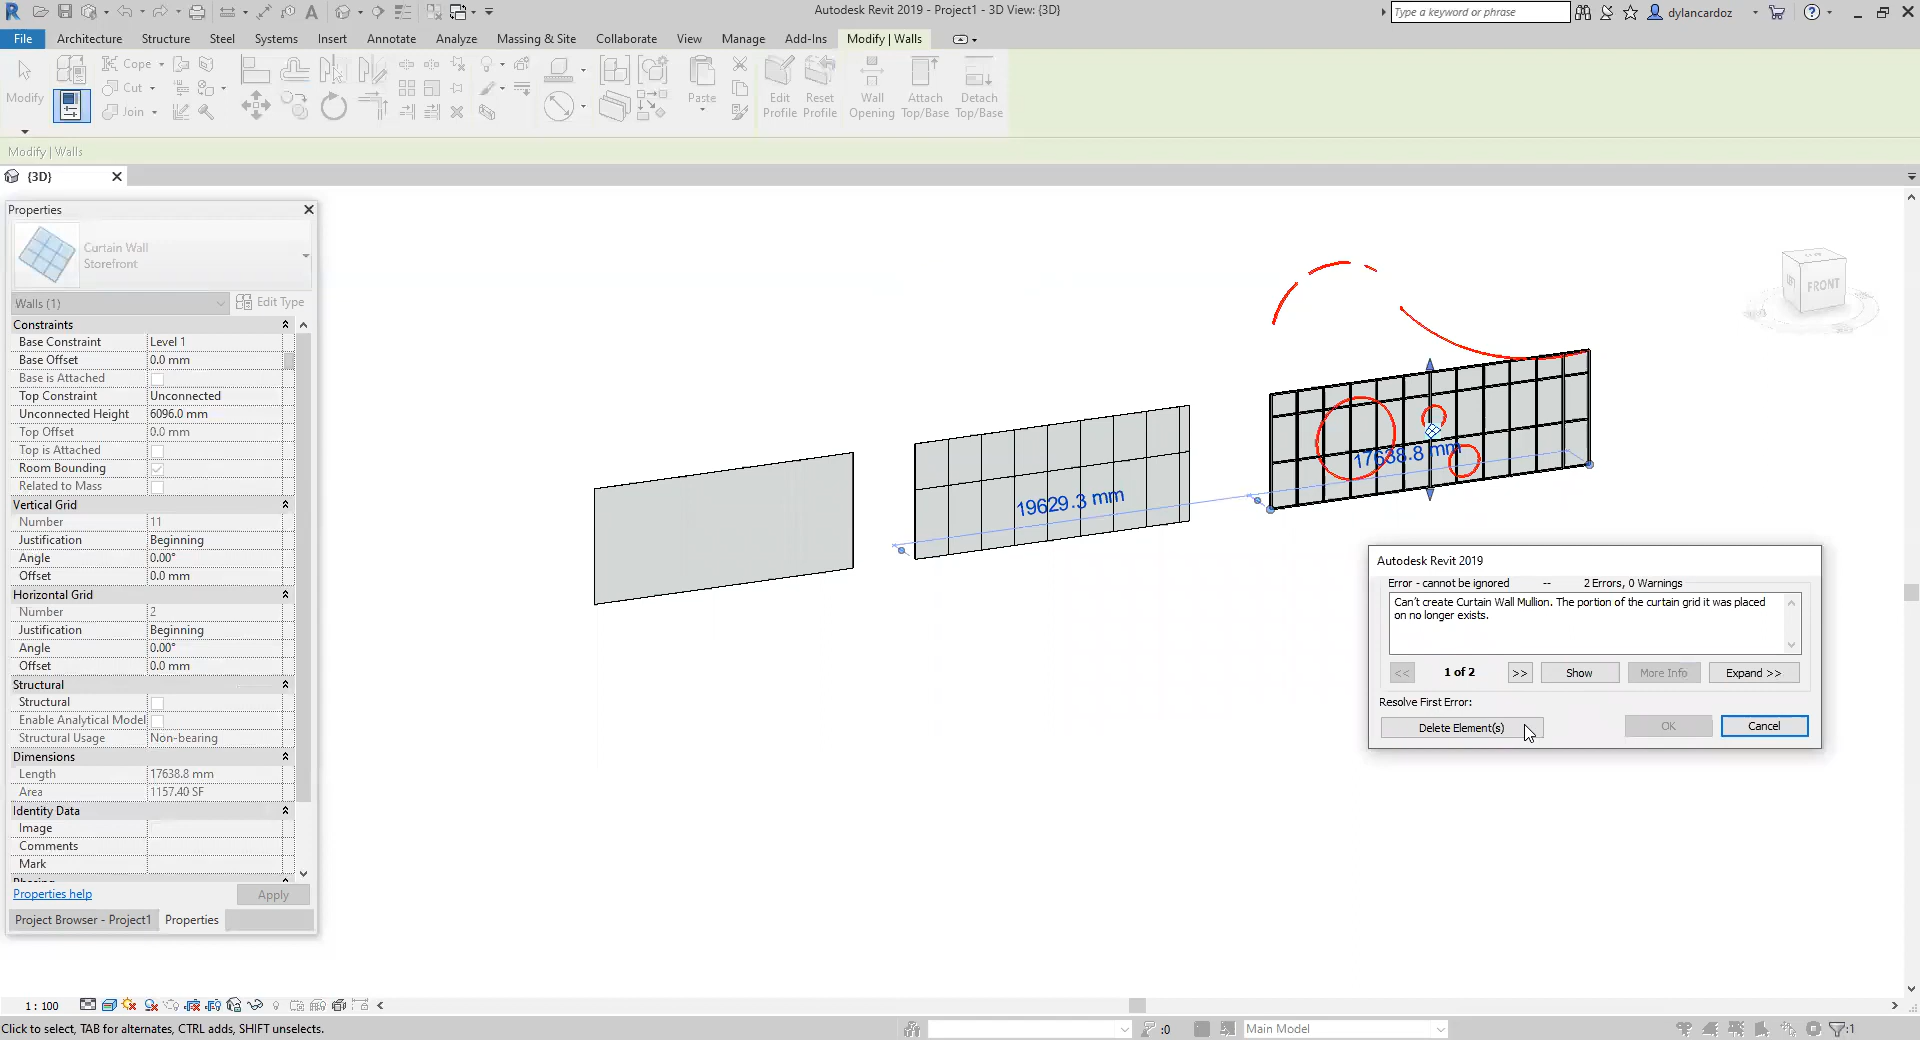 Autodesk Revit 2019 - Project1 - 3D View: {3D}
Type a keyword or phrase
dylancardoz
File Architecture Structure Steel Systems Insert Annotate Analyze Massing & Site Collaborate View Manage Add-Ins Modify | Walls
Modify
Cope
Cut
Join
Paste
Edit Profile
Reset Profile
Wall Opening
Attach Top/Base
Detach Top/Base
Modify | Walls
{3D}
Properties
Curtain Wall
Storefront
Walls (1)
Edit Type
Constraints
Base Constraint Level 1
Base Offset 0.0 mm
Base is Attached
Top Constraint Unconnected
Unconnected Height 6096.0 mm
Top Offset 0.0 mm
Top is Attached
Room Bounding
Related to Mass
Vertical Grid
Number 11
Justification Beginning
Angle 0.00°
Offset 0.0 mm
Horizontal Grid
Number 2
Justification Beginning
Angle 0.00°
Offset 0.0 mm
Structural
Structural
Enable Analytical Model
Structural Usage Non-bearing
Dimensions
Length 17638.8 mm
Area 1157.40 SF
Identity Data
Image
Comments
Mark
Properties help
Apply
Project Browser - Project1 Properties
19629.3 mm
17638.8 mm
FRONT
Autodesk Revit 2019
Error - cannot be ignored -- 2 Errors, 0 Warnings
Can't create Curtain Wall Mullion. The portion of the curtain grid it was placed
on no longer exists.
<< 1 of 2 >> Show More Info Expand >>
Resolve First Error:
Delete Element(s) OK Cancel
1 : 100
Click to select, TAB for alternates, CTRL adds, SHIFT unselects.
:0
Main Model
:1